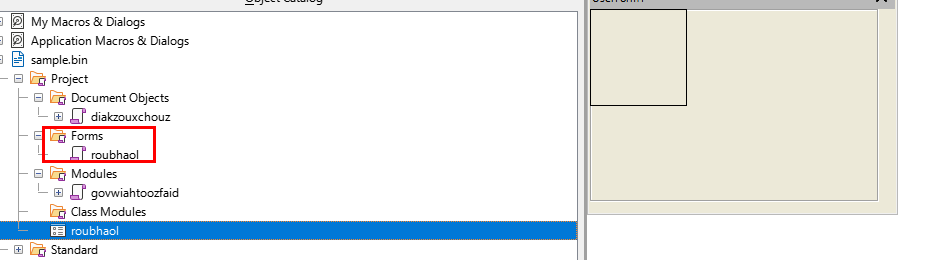 Object Catalog
My Macros & Dialogs
Application Macros & Dialogs
sample.bin
Project
Document Objects
diakzouxchouz
Forms
roubhaol
Modules
govwiahtoozfaid
Class Modules
roubhaol
Standard